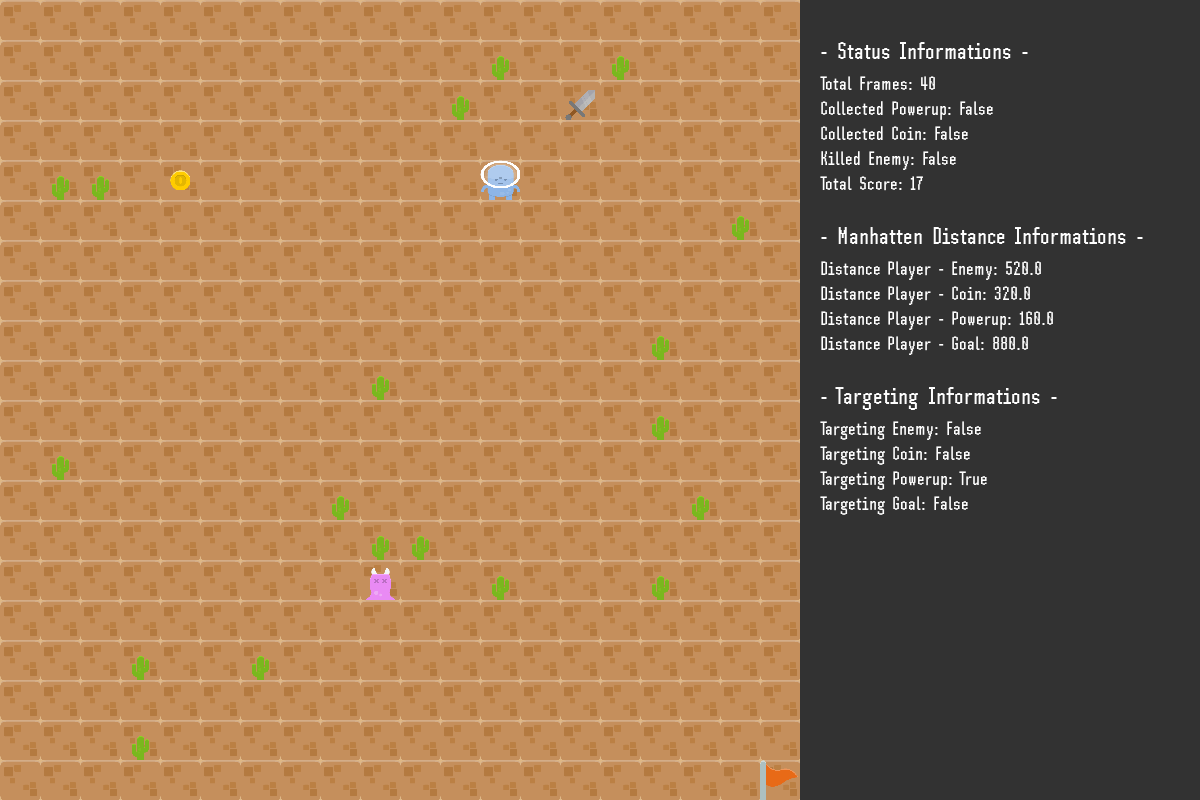 - Status Informations -
Total Frames: 40
Collected Powerup: False
Collected Coin: False
Killed Enemy: False
Total Score: 17
- Manhatten Distance Informations -
Distance Player - Enemy: 520.0
Distance Player - Coin: 320.0
Distance Player - Powerup: 160.0
Distance Player - Goal: 880.0
- Targeting Informations -
Targeting Enemy: False
Targeting Coin: False
Targeting Powerup: True
Targeting Goal: False